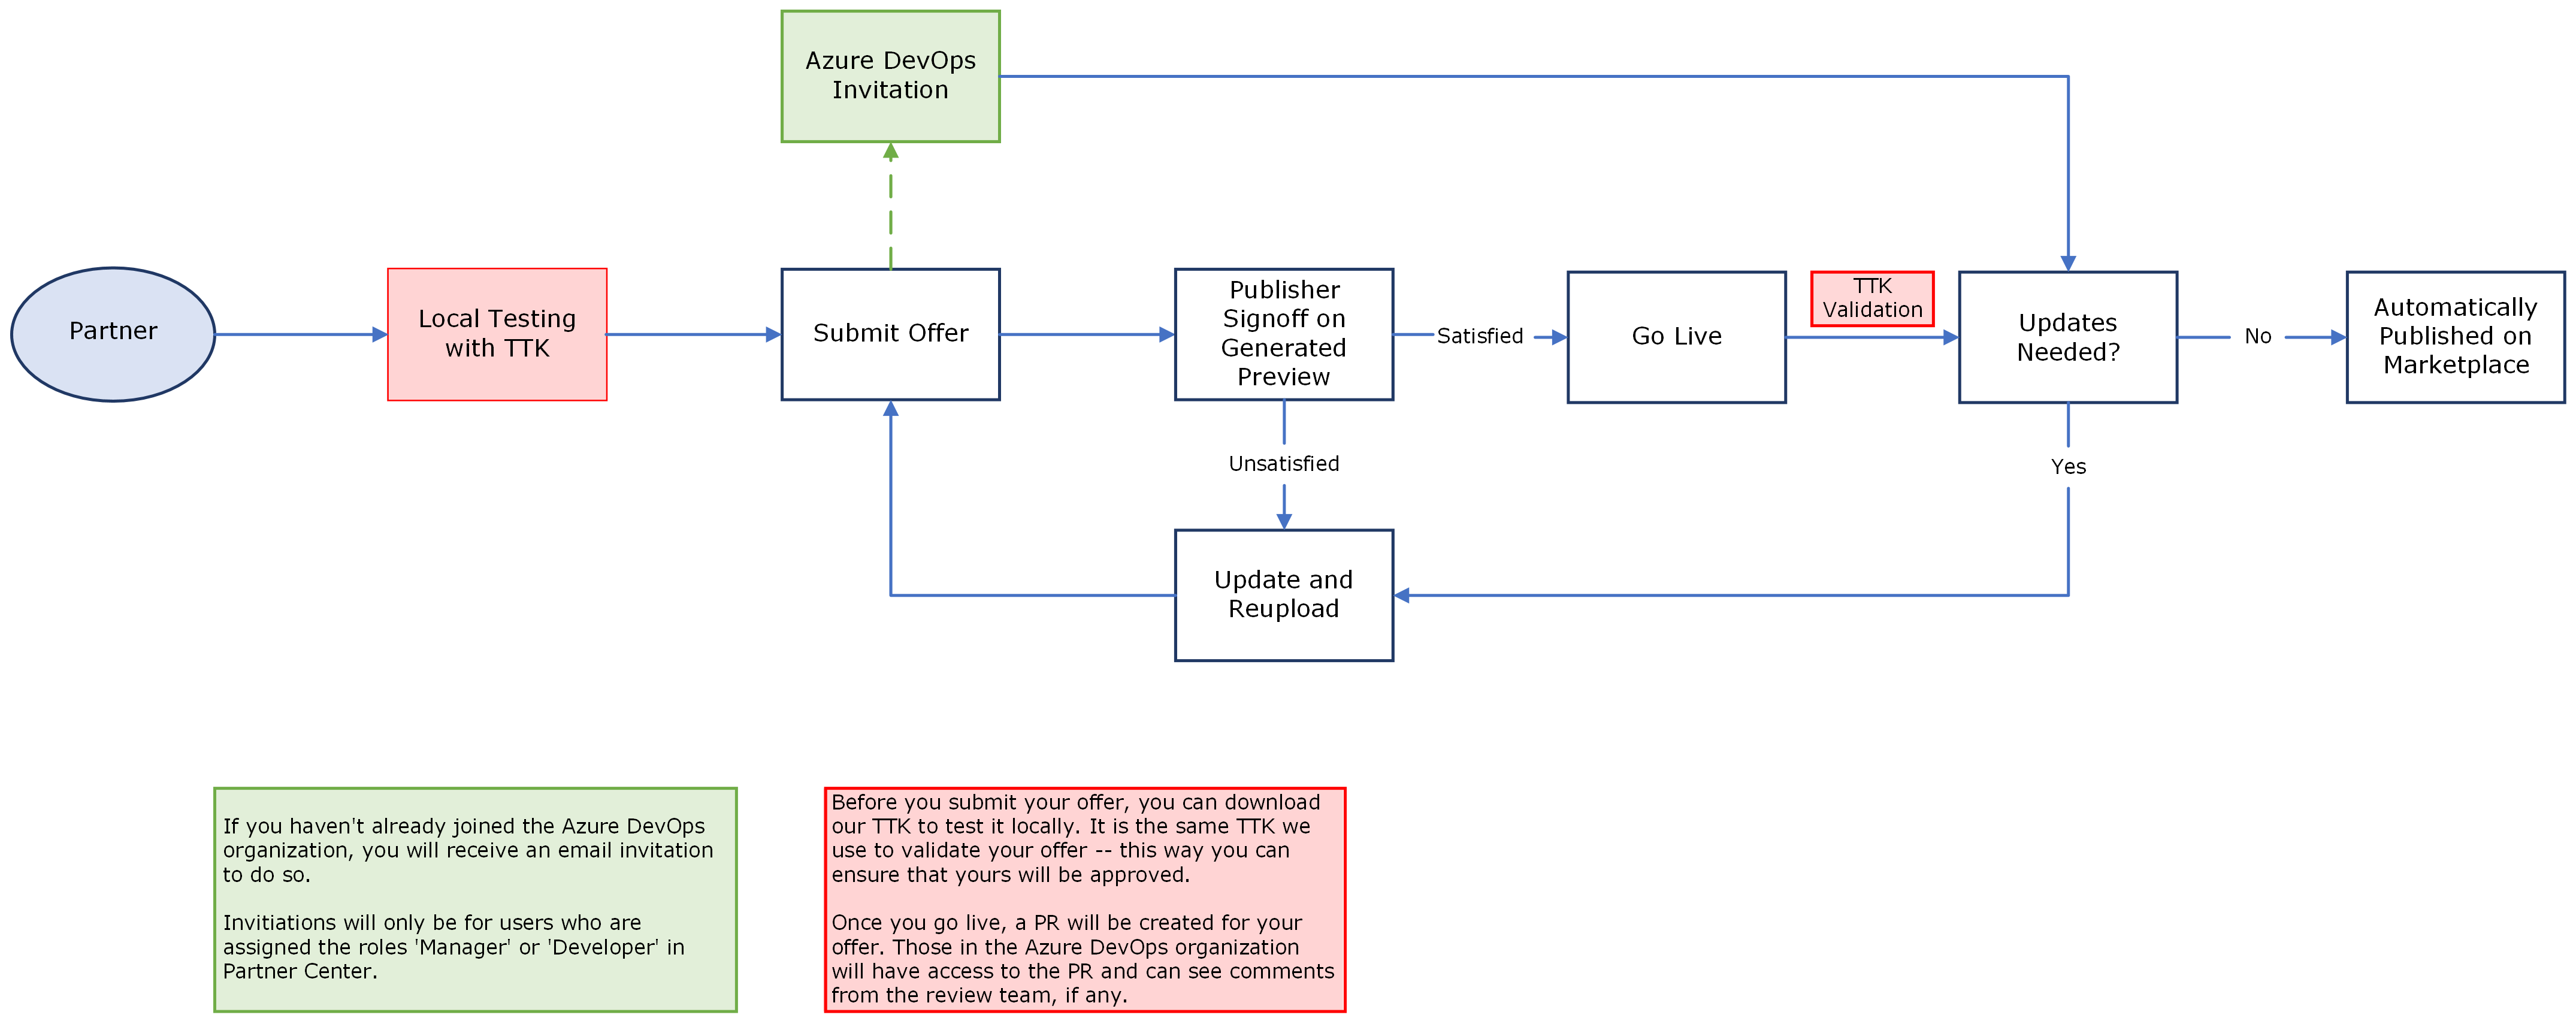 Azure DevOps
Invitation
Partner
Local Testing
with TTK
Submit Offer
Publisher
Signoff on
Generated
Preview
Satisfied
Go Live
TTK
Validation
Updates
Needed?
No
Automatically
Published on
Marketplace
Unsatisfied
Yes
Update and
Reupload
If you haven't already joined the Azure DevOps
organization, you will receive an email invitation
to do so.
Invitiations will only be for users who are
assigned the roles 'Manager' or 'Developer' in
Partner Center.
Before you submit your offer, you can download
our TTK to test it locally. It is the same TTK we
use to validate your offer -- this way you can
ensure that yours will be approved.
Once you go live, a PR will be created for your
offer. Those in the Azure DevOps organization
will have access to the PR and can see comments
from the review team, if any.